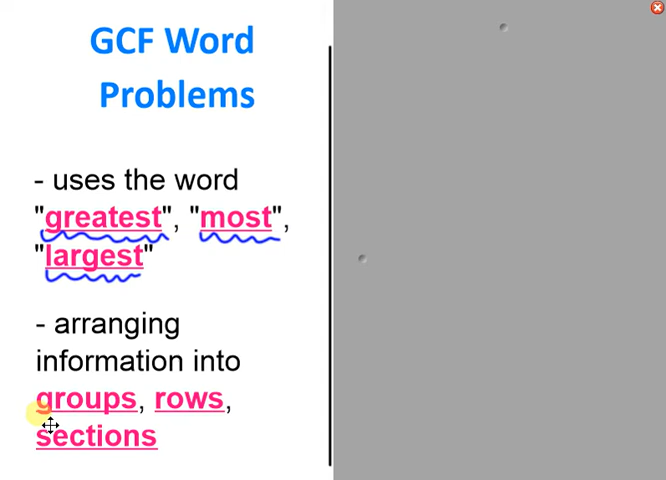 GCF Word
Problems
- uses the word
"greatest", "most",
"largest"
- arranging
information into
groups, rows,
sections